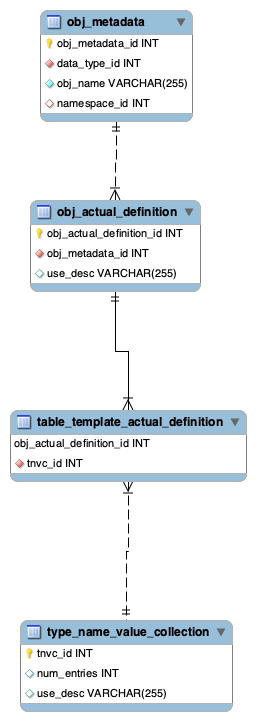 obj_metadata
obj_metadata_id INT
data_type_id INT
obj_name VARCHAR(255)
namespace_id INT
obj_actual_definition
obj_actual_definition_id INT
obj_metadata_id INT
use_desc VARCHAR(255)
table_template_actual_definition
obj_actual_definition_id INT
tnvc_id INT
type_name_value_collection
tnvc_id INT
num_entries INT
use_desc VARCHAR(255)